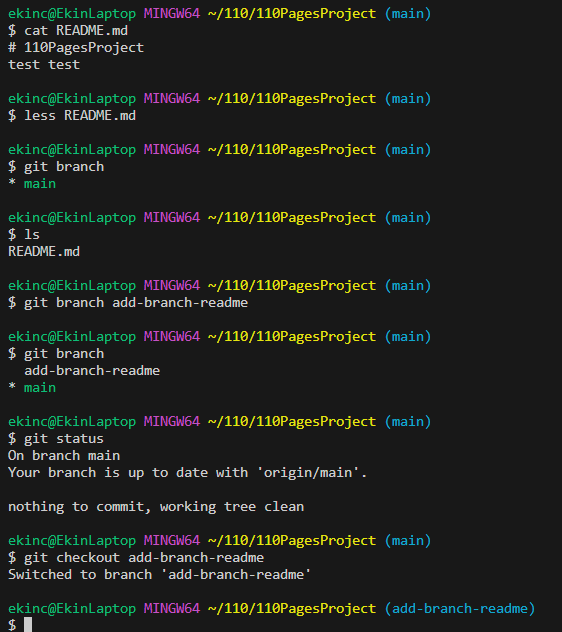 ekinc@EkinLaptop MINGW64 ~/110/110PagesProject (main)
$ cat README.md
# 110PagesProject
test test
ekinc@EkinLaptop MINGW64 ~/110/110PagesProject (main)
$ less README.md
ekinc@EkinLaptop MINGW64 ~/110/110PagesProject (main)
$ git branch
* main
ekinc@EkinLaptop MINGW64 ~/110/110PagesProject (main)
$ ls
README.md
ekinc@EkinLaptop MINGW64 ~/110/110PagesProject (main)
$ git branch add-branch-readme
ekinc@EkinLaptop MINGW64 ~/110/110PagesProject (main)
$ git branch
  add-branch-readme
* main
ekinc@EkinLaptop MINGW64 ~/110/110PagesProject (main)
$ git status
On branch main
Your branch is up to date with 'origin/main'.
nothing to commit, working tree clean
ekinc@EkinLaptop MINGW64 ~/110/110PagesProject (main)
$ git checkout add-branch-readme
Switched to branch 'add-branch-readme'
ekinc@EkinLaptop MINGW64 ~/110/110PagesProject (add-branch-readme)
$